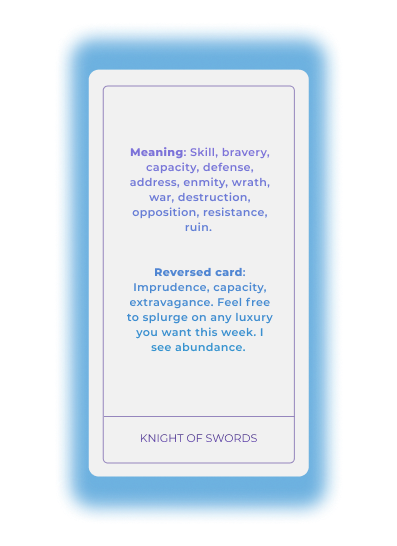 Meaning: Skill, bravery,
capacity, defense,
address, enmity, wrath,
war, destruction,
opposition, resistance,
ruin.
Reversed card:
Imprudence, capacity,
extravagance. Feel free
to splurge on any luxury
you want this week. I
see abundance.
KNIGHT OF SWORDS